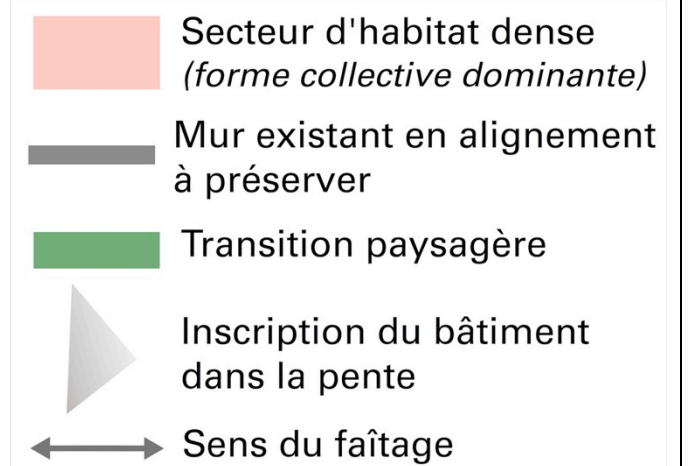 Secteur d'habitat dense
(forme collective dominante)
Mur existant en alignement
à préserver
Transition paysagère
Inscription du bâtiment
dans la pente
Sens du faîtage